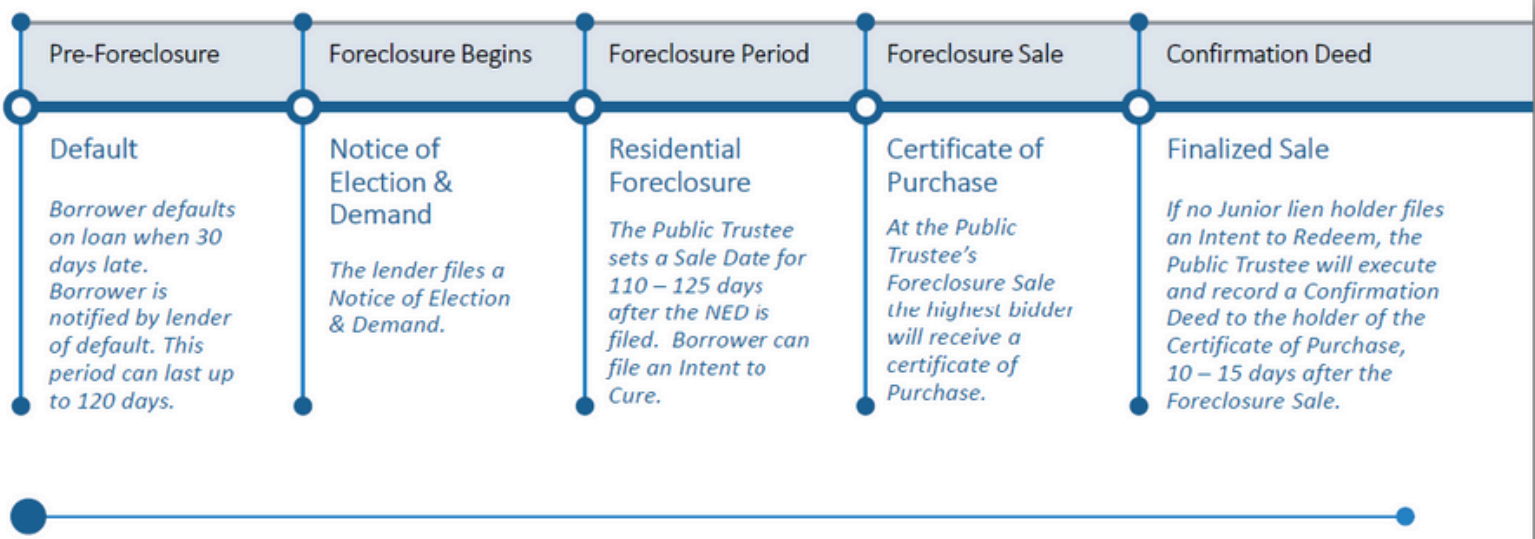 Pre-Foreclosure
Foreclosure Begins
Foreclosure Period
Foreclosure Sale
Confirmation Deed
Default
Borrower defaults
on loan when 30
days late.
Borrower is
notified by lender
of default. This
period can last up
to 120 days.
Notice of
Election &
Demand
The lender files a
Notice of Election
& Demand.
Residential
Foreclosure
The Public Trustee
sets a Sale Date for
110 – 125 days
after the NED is
filed.  Borrower can
file an Intent to
Cure.
Certificate of
Purchase
At the Public
Trustee’s
Foreclosure Sale
the highest bidder
will receive a
certificate of
Purchase.
Finalized Sale
If no Junior lien holder files
an Intent to Redeem, the
Public Trustee will execute
and record a Confirmation
Deed to the holder of the
Certificate of Purchase,
10 – 15 days after the
Foreclosure Sale.